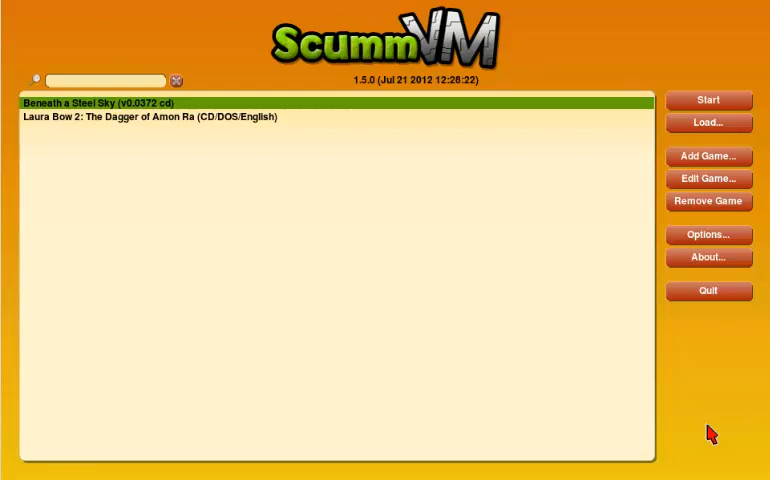 ScummVM
1.5.0 (Jul 21 2012 12:26:22)
Beneath a Steel Sky (v0.0372 cd)
Laura Bow 2: The Dagger of Amon Ra (CD/DOS/English)
Start
Load...
Add Game...
Edit Game...
Remove Game
Options...
About...
Quit